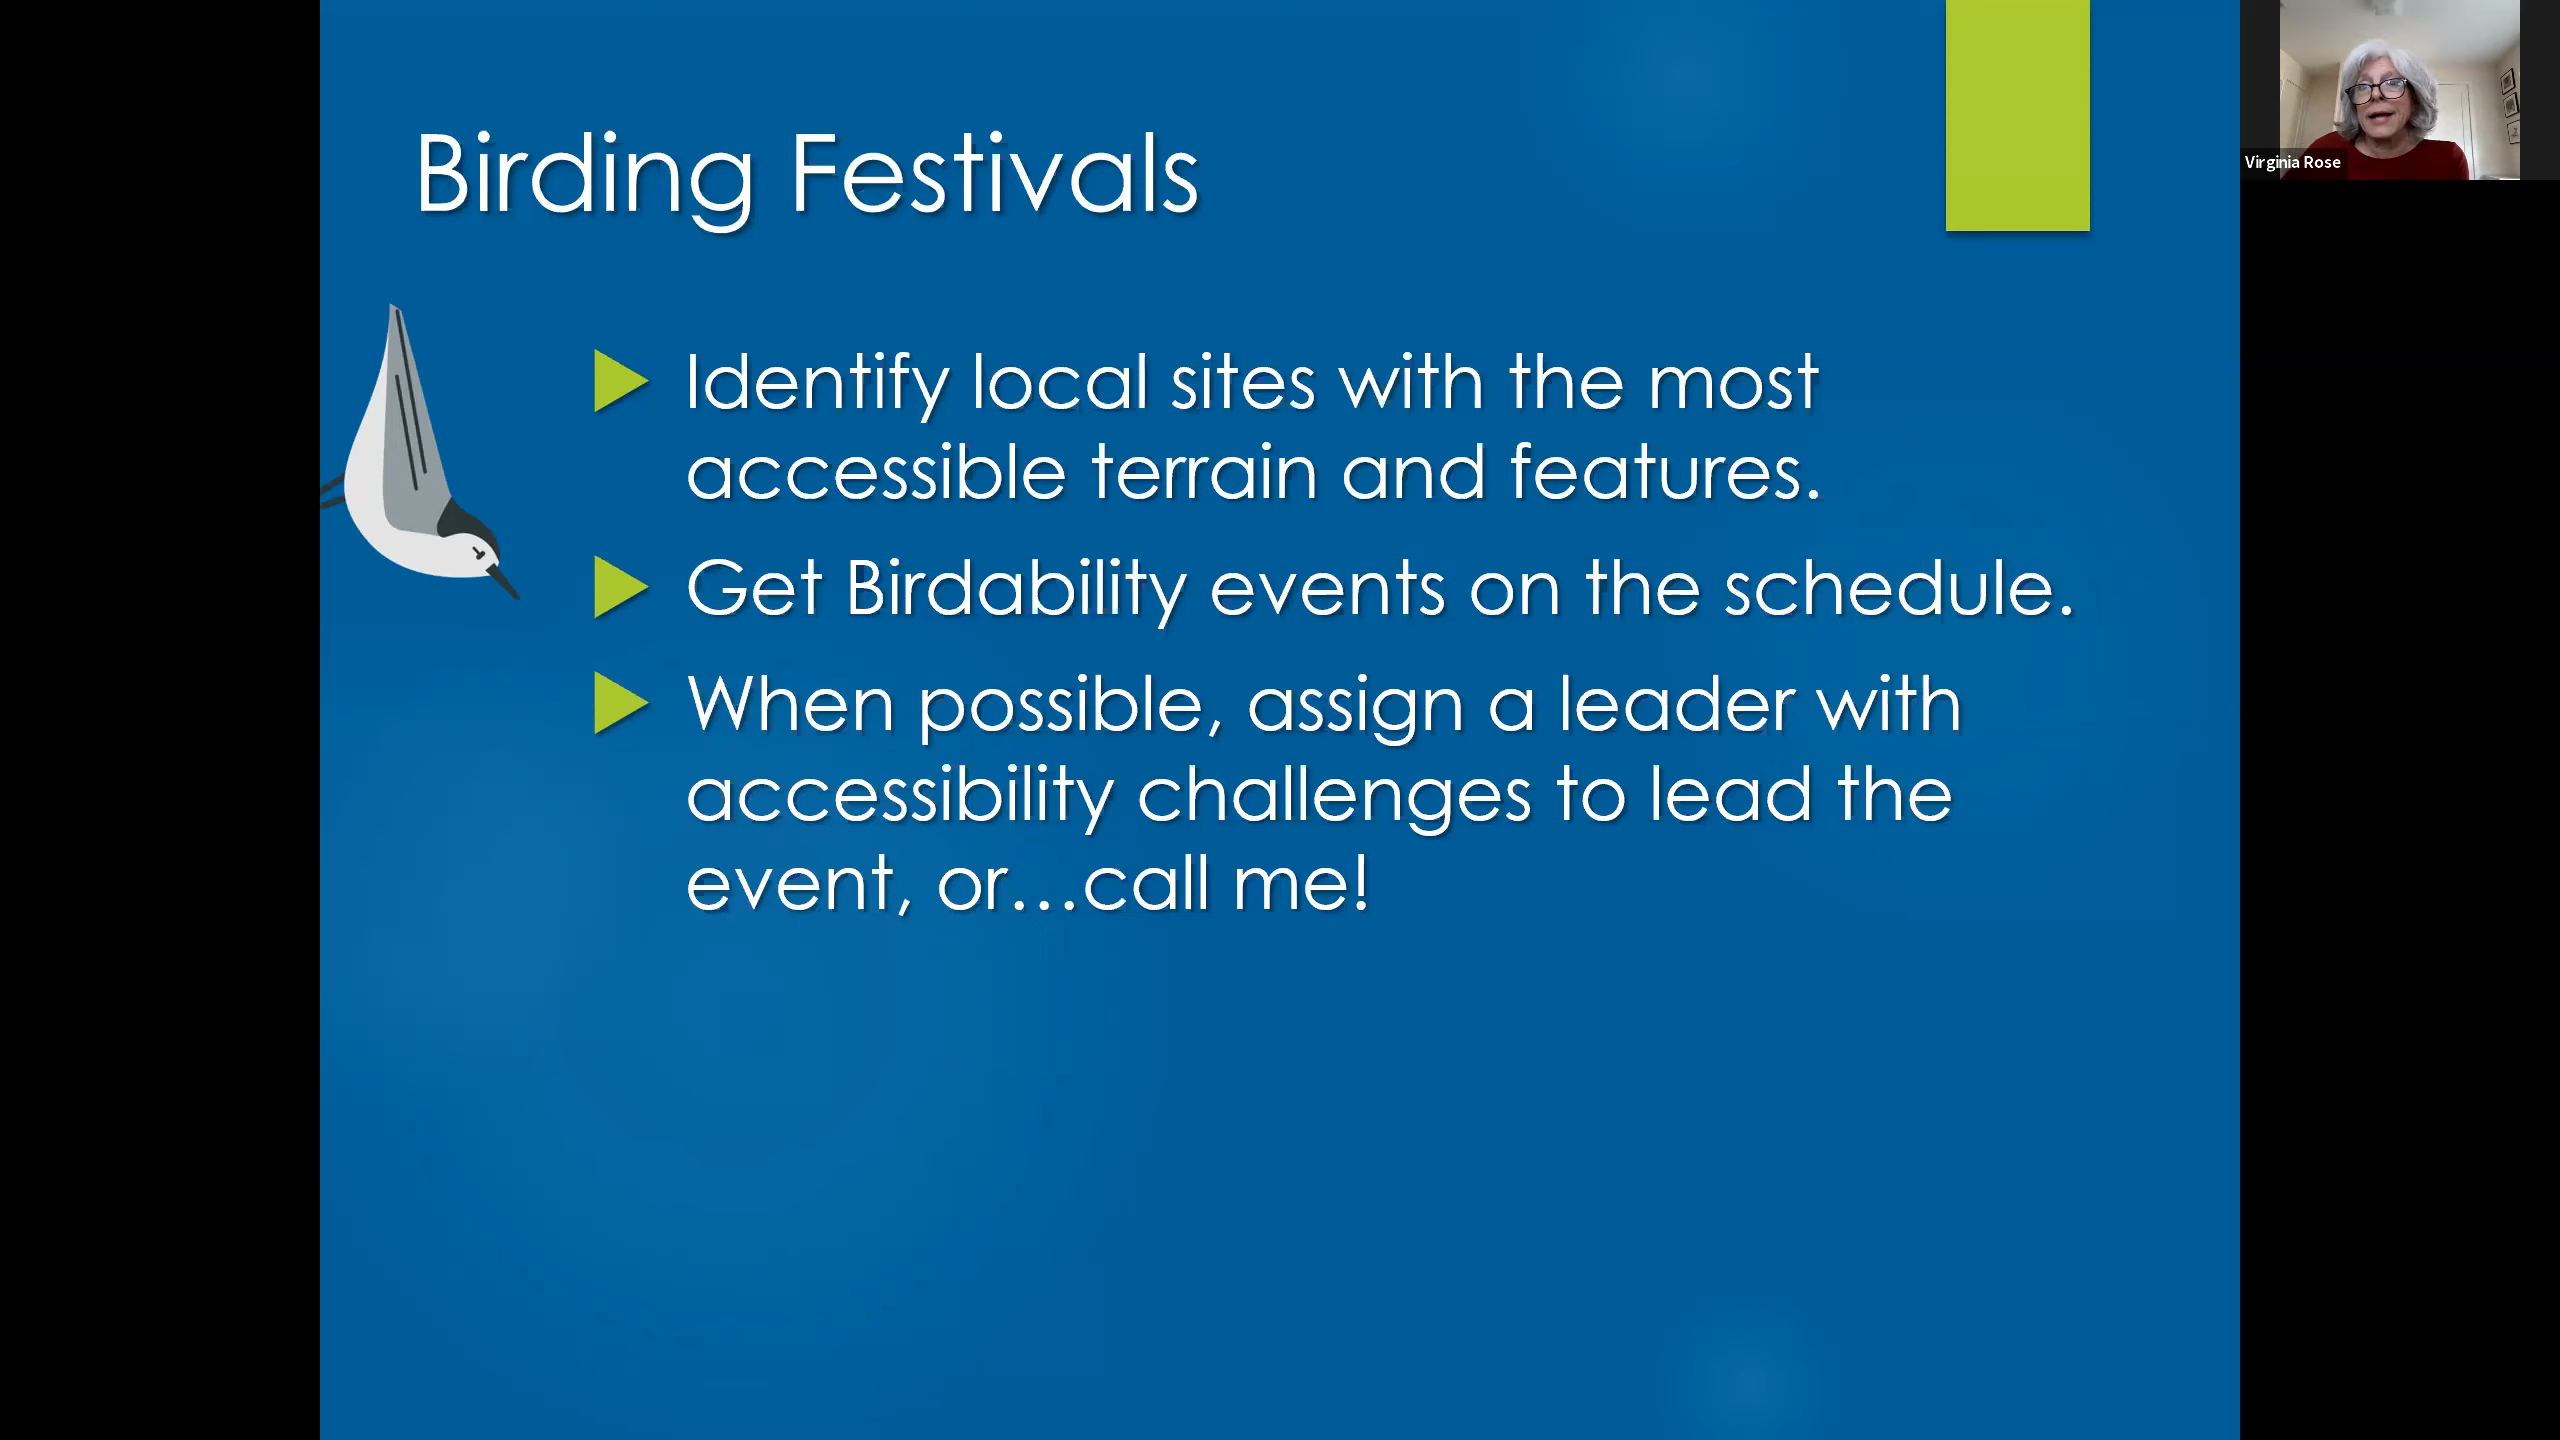 Birding Festivals
Virginia Rose
Identify local sites with the most
accessible terrain and features.
Get Birdability events on the schedule.
When possible, assign a leader with
accessibility challenges to lead the
event, or…call me!